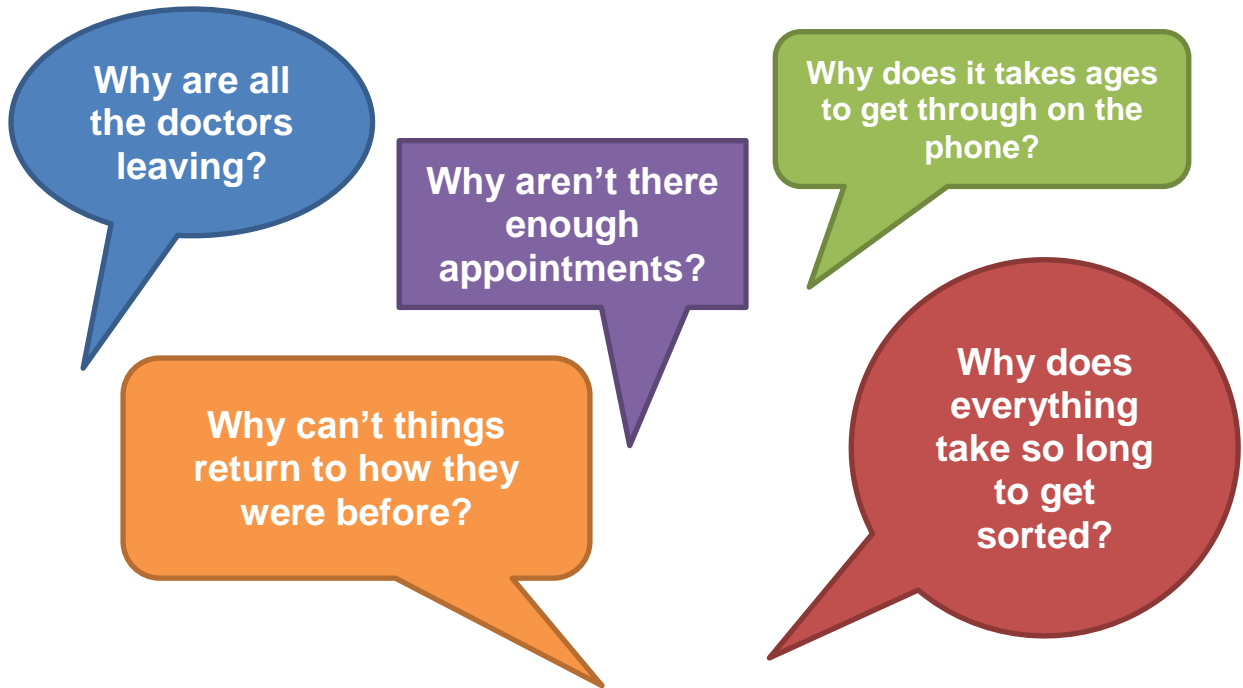 Why are all
the doctors
leaving?
Why does it takes ages
to get through on the
phone?
Why aren't there
enough
appointments?
Why can't things
return to how they
were before?
Why does
everything
take so long
to get
sorted?